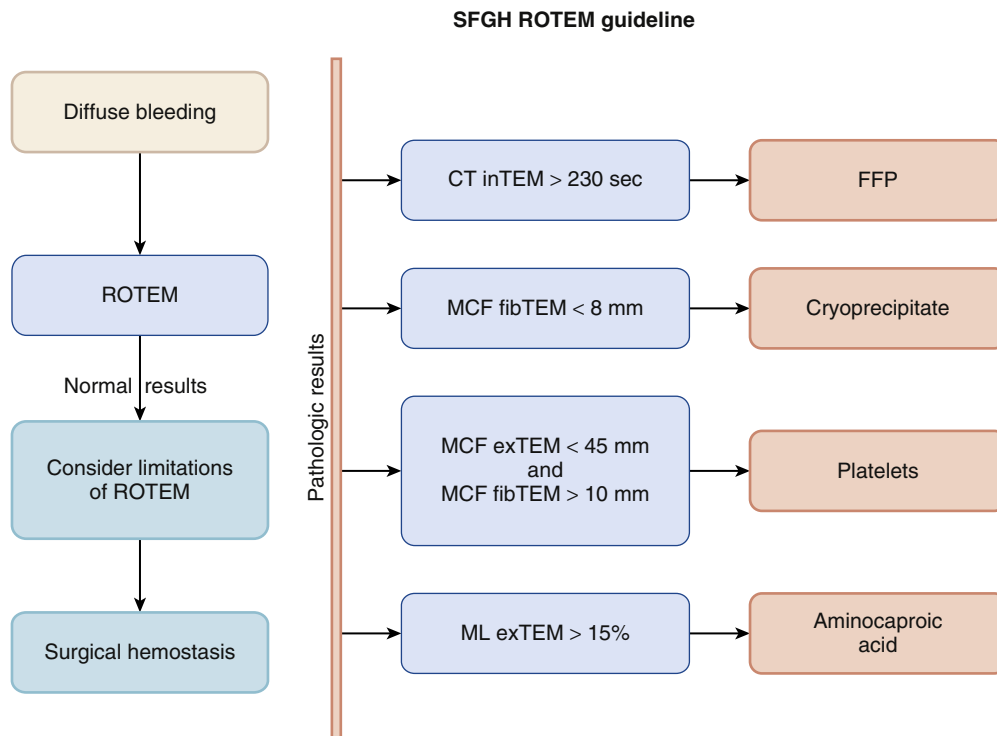 SFGH ROTEM guideline
Diffuse bleeding
ROTEM
Normal results
Consider limitations
of ROTEM
Surgical hemostasis
Pathologic results
CT inTEM > 230 sec
FFP
MCF fibTEM < 8 mm
Cryoprecipitate
MCF exTEM < 45 mm
and
MCF fibTEM > 10 mm
Platelets
ML exTEM > 15%
Aminocaproic
acid